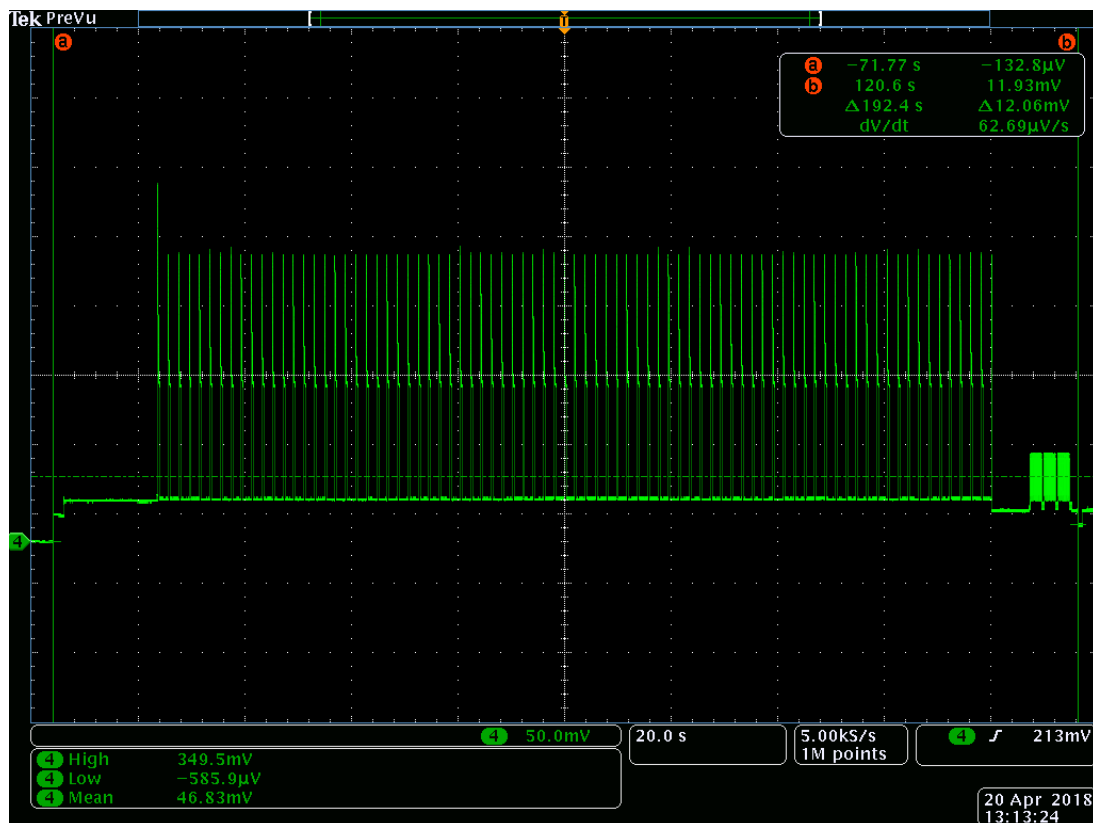 Tek PreVu
T
a b
a −71.77 s −132.8µV
b 120.6 s 11.93mV
Δ192.4 s Δ12.06mV
dV/dt 62.69µV/s
4
4 50.0mV 20.0 s 5.00kS/s 4 213mV
1M points
4 High 349.5mV
4 Low −585.9µV
4 Mean 46.83mV
20 Apr 2018
13:13:24